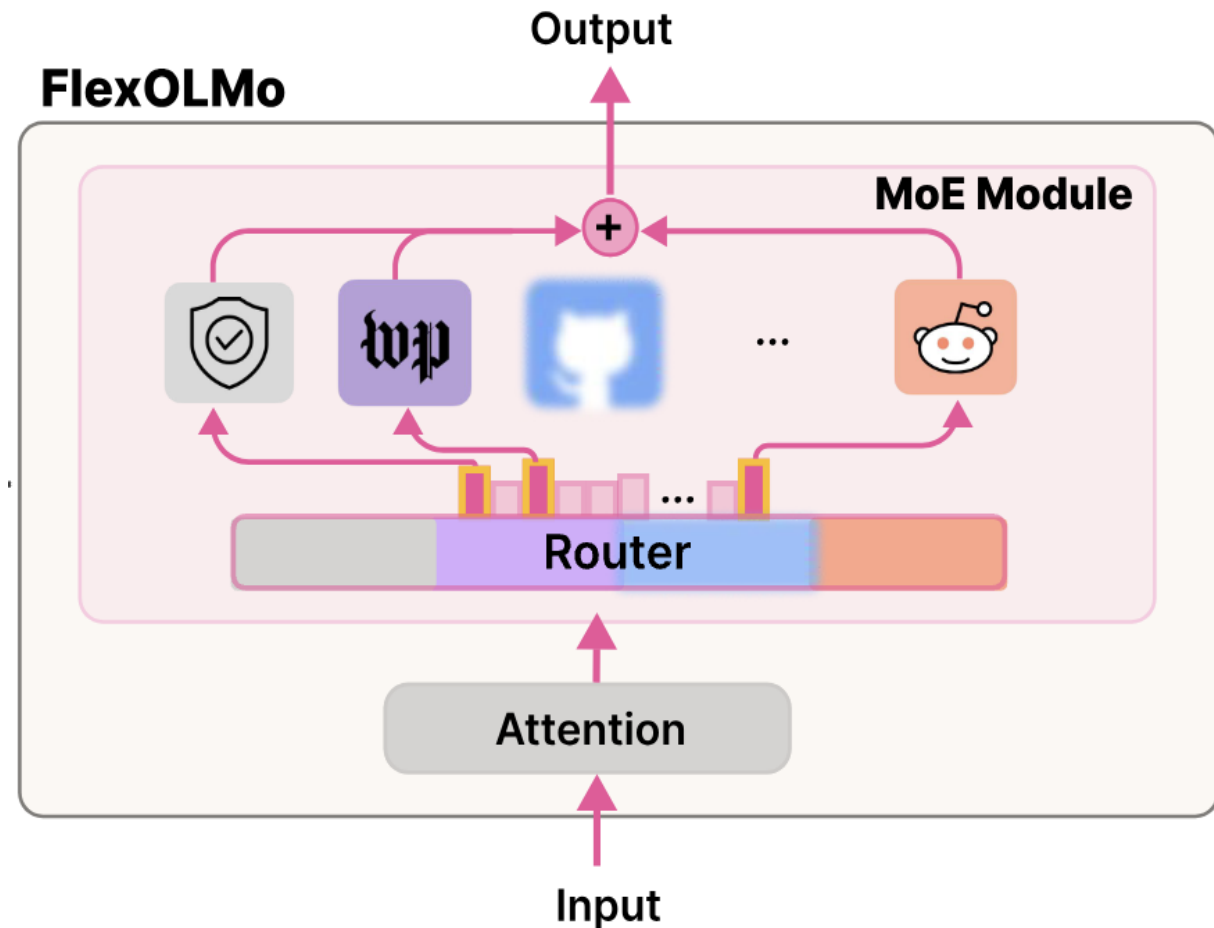 Output
FlexOLMo
MoE Module
+
wp
...
...
Router
Attention
Input